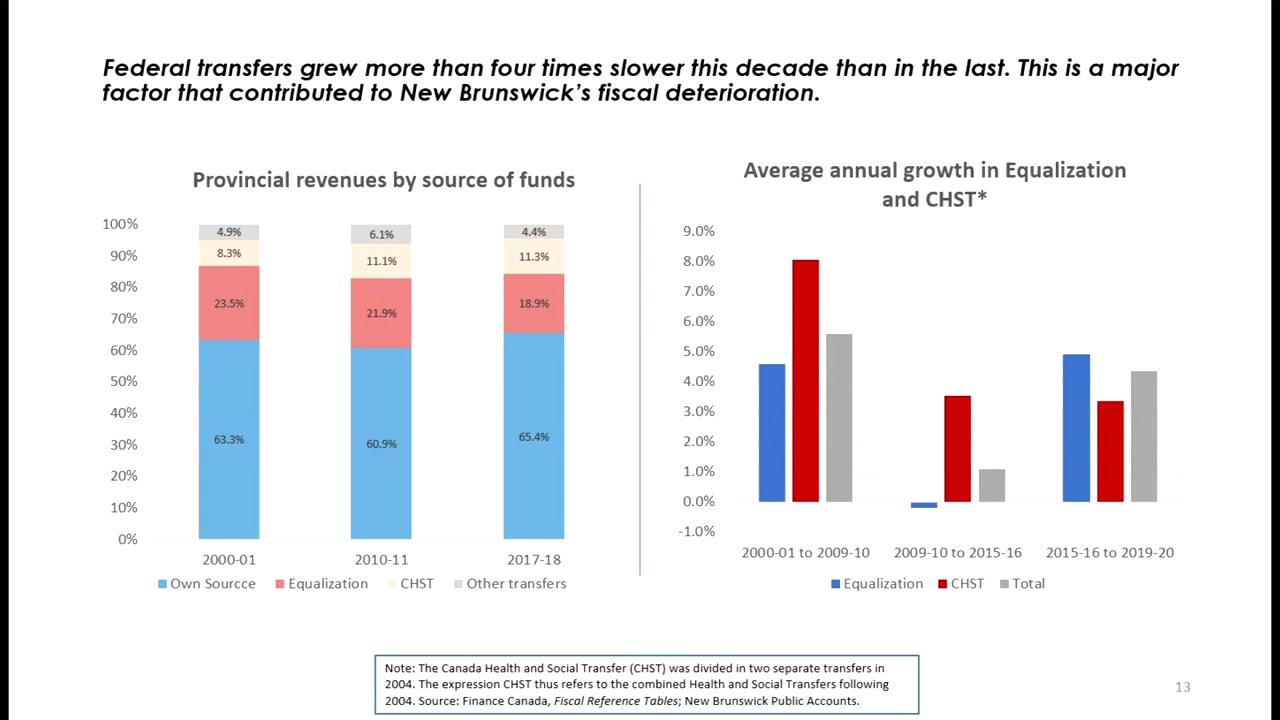 Federal transfers grew more than four times slower this decade than in the last. This is a major
factor that contributed to New Brunswick’s fiscal deterioration.
Provincial revenues by source of funds
100%
90%
80%
70%
60%
50%
40%
30%
20%
10%
0%
4.9%
8.3%
23.5%
63.3%
6.1%
11.1%
21.9%
60.9%
4.4%
11.3%
18.9%
65.4%
2000-01 2010-11 2017-18
Own Sourcce Equalization CHST Other transfers
Average annual growth in Equalization
and CHST*
9.0%
8.0%
7.0%
6.0%
5.0%
4.0%
3.0%
2.0%
1.0%
0.0%
-1.0%
2000-01 to 2009-10 2009-10 to 2015-16 2015-16 to 2019-20
Equalization CHST Total
Note: The Canada Health and Social Transfer (CHST) was divided in two separate transfers in
2004. The expression CHST thus refers to the combined Health and Social Transfers following
2004. Source: Finance Canada, Fiscal Reference Tables; New Brunswick Public Accounts.
13